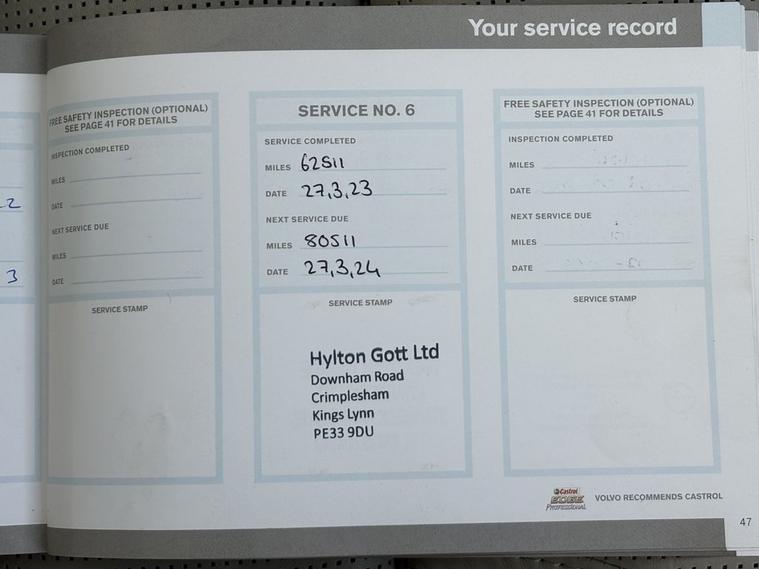 Your service record
FREE SAFETY INSPECTION (OPTIONAL)
SEE PAGE 41 FOR DETAILS
INSPECTION COMPLETED
MILES
DATE
NEXT SERVICE DUE
MILES
DATE
SERVICE STAMP
2
3
SERVICE NO. 6
SERVICE COMPLETED
MILES 62511
DATE 27,3,23
NEXT SERVICE DUE
MILES 80511
DATE 27,3,24
SERVICE STAMP
Hylton Gott Ltd
Downham Road
Crimplesham
Kings Lynn
PE33 9DU
FREE SAFETY INSPECTION (OPTIONAL)
SEE PAGE 41 FOR DETAILS
INSPECTION COMPLETED
MILES
DATE
NEXT SERVICE DUE
MILES
DATE
SERVICE STAMP
Castrol
EDGE
PROFESSIONAL
VOLVO RECOMMENDS CASTROL
47